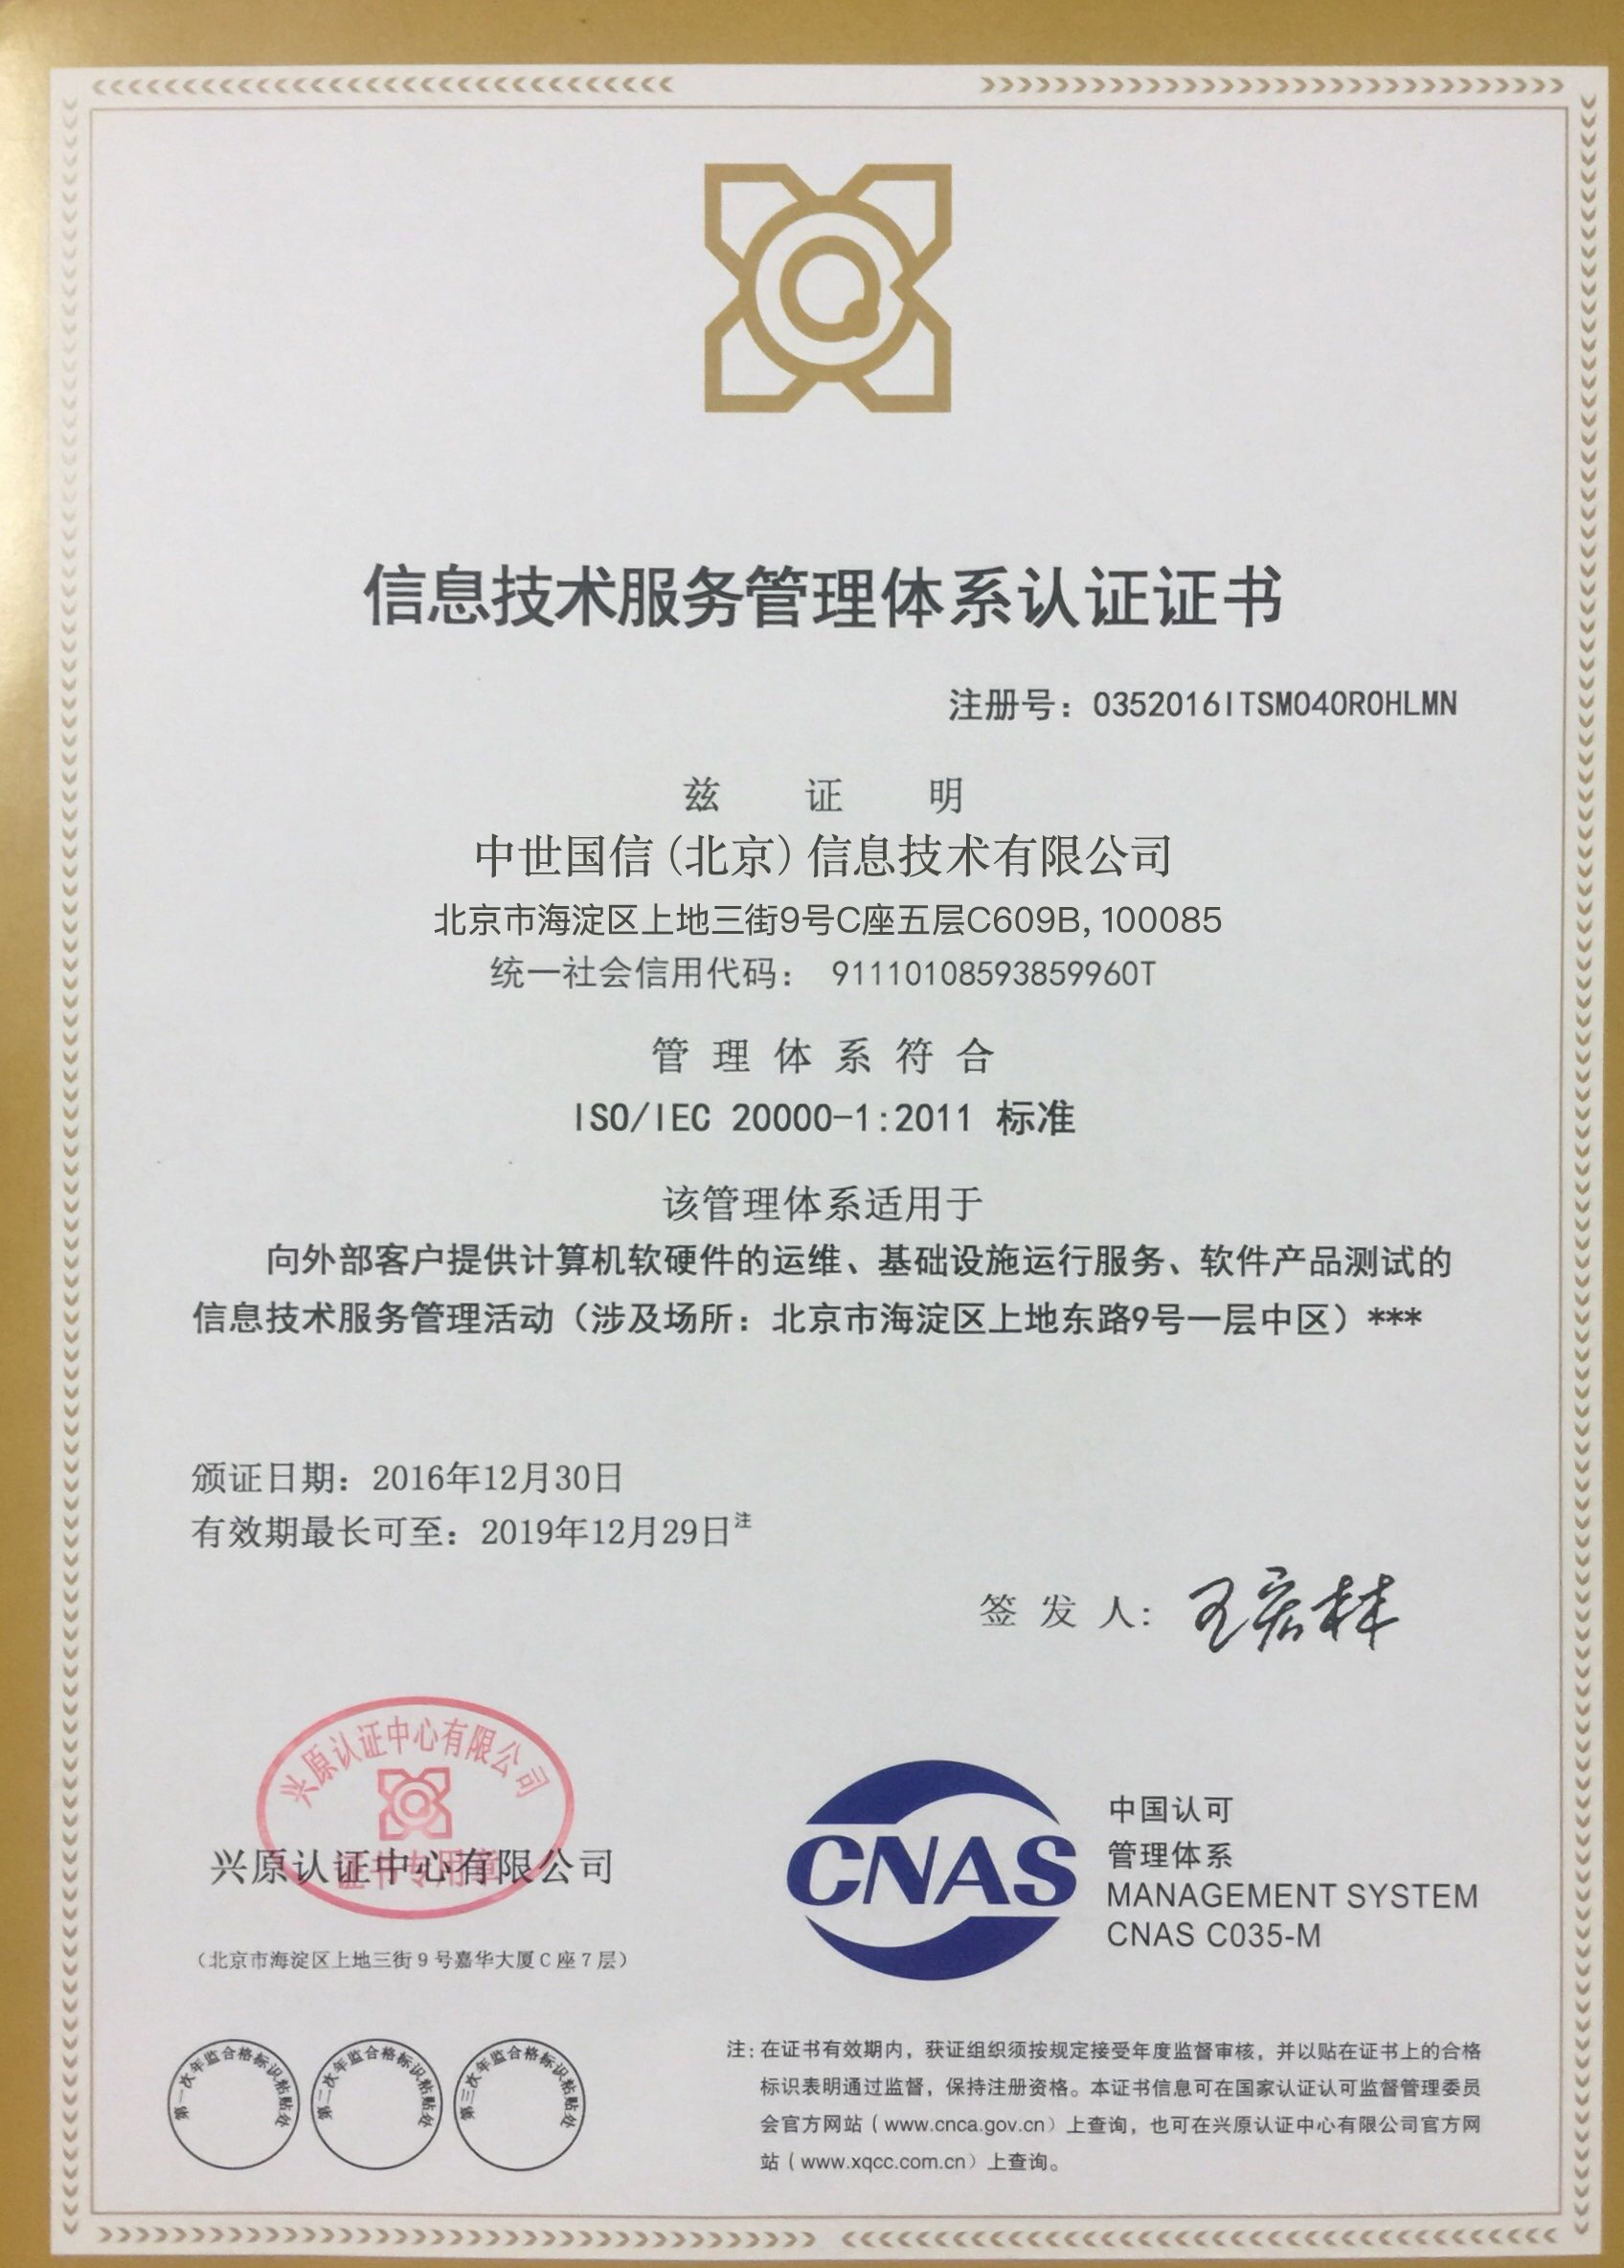 信息技术服务管理体系认证证书
注册号：0352016ITSM040R0HLMN
兹 证 明
中世国信(北京)信息技术有限公司
北京市海淀区上地三街9号C座五层C609B, 100085
统一社会信用代码： 91110108593859960T
管 理 体 系 符 合
ISO/IEC 20000-1:2011 标准
该管理体系适用于
向外部客户提供计算机软硬件的运维、基础设施运行服务、软件产品测试的
信息技术服务管理活动（涉及场所：北京市海淀区上地东路9号一层中区）***
颁证日期：2016年12月30日
有效期最长可至：2019年12月29日注
签 发 人：王宏林
兴原认证中心有限公司
证书专用章
兴原认证中心有限公司
（北京市海淀区上地三街9号嘉华大厦C座7层）
CNAS
中国认可
管理体系
MANAGEMENT SYSTEM
CNAS C035-M
第一次年监合格标识粘贴处
第二次年监合格标识粘贴处
第三次年监合格标识粘贴处
注：在证书有效期内，获证组织须按规定接受年度监督审核，并以贴在证书上的合格
标识表明通过监督，保持注册资格。本证书信息可在国家认证认可监督管理委员
会官方网站（www.cnca.gov.cn）上查询，也可在兴原认证中心有限公司官方网
站（www.xqcc.com.cn）上查询。